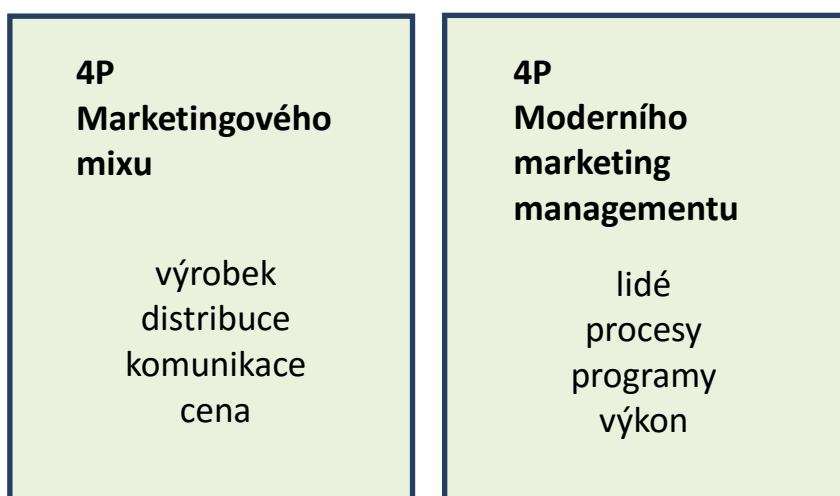 4P
Marketingového
mixu
výrobek
distribuce
komunikace
cena
4P
Moderního
marketing
managementu
lidé
procesy
programy
výkon